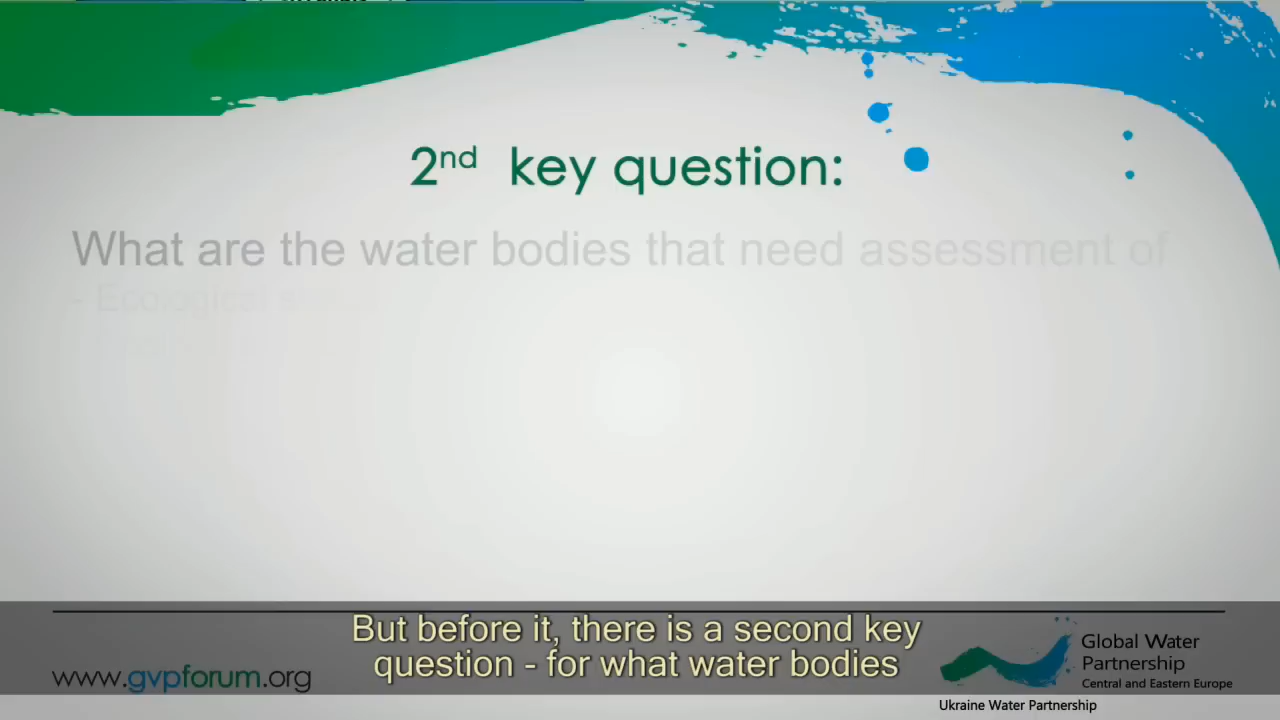 2nd key question:
What are the water bodies that need assessment of
- Ecological
But before it, there is a second key
question - for what water bodies
www.gvpforum.org
Global Water
Partnership
Central and Eastern Europe
Ukraine Water Partnership